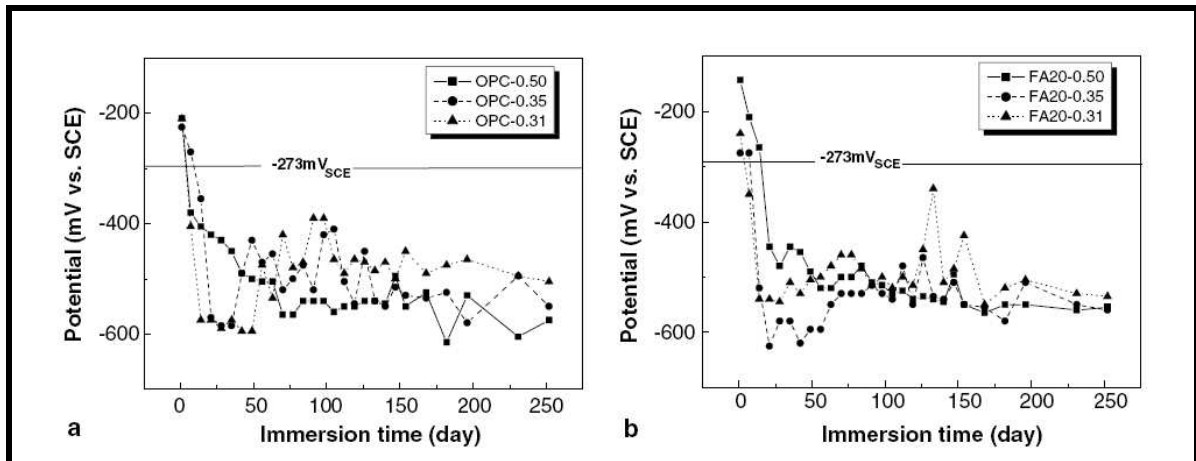 OPC-0.50
OPC-0.35
OPC-0.31
-273mVSCE
-200
-400
-600
Potential (mV vs. SCE)
0 50 100 150 200 250
Immersion time (day)
a
FA20-0.50
FA20-0.35
FA20-0.31
-273mVSCE
-200
-400
-600
Potential (mV vs. SCE)
0 50 100 150 200 250
Immersion time (day)
b